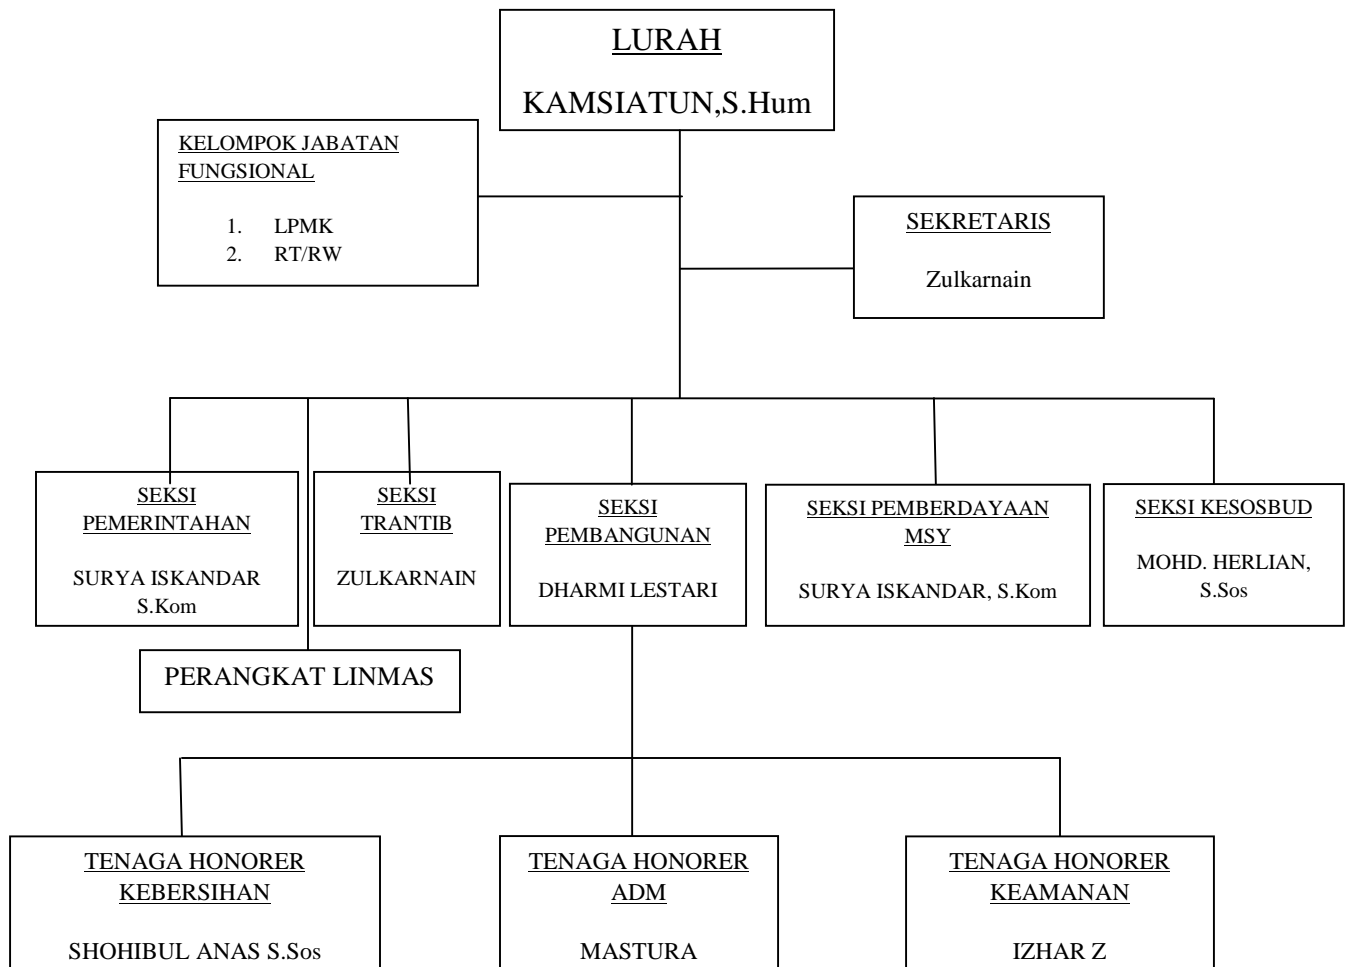 LURAH
KAMSIATUN,S.Hum
KELOMPOK JABATAN
FUNGSIONAL
1. LPMK
2. RT/RW
SEKRETARIS
Zulkarnain
SEKSI
PEMERINTAHAN
SURYA ISKANDAR
S.Kom
SEKSI
TRANTIB
ZULKARNAIN
SEKSI
PEMBANGUNAN
DHARMI LESTARI
SEKSI PEMBERDAYAAN
MSY
SURYA ISKANDAR, S.Kom
SEKSI KESOSBUD
MOHD. HERLIAN,
S.Sos
PERANGKAT LINMAS
TENAGA HONORER
KEBERSIHAN
SHOHIBUL ANAS S.Sos
TENAGA HONORER
ADM
MASTURA
TENAGA HONORER
KEAMANAN
IZHAR Z